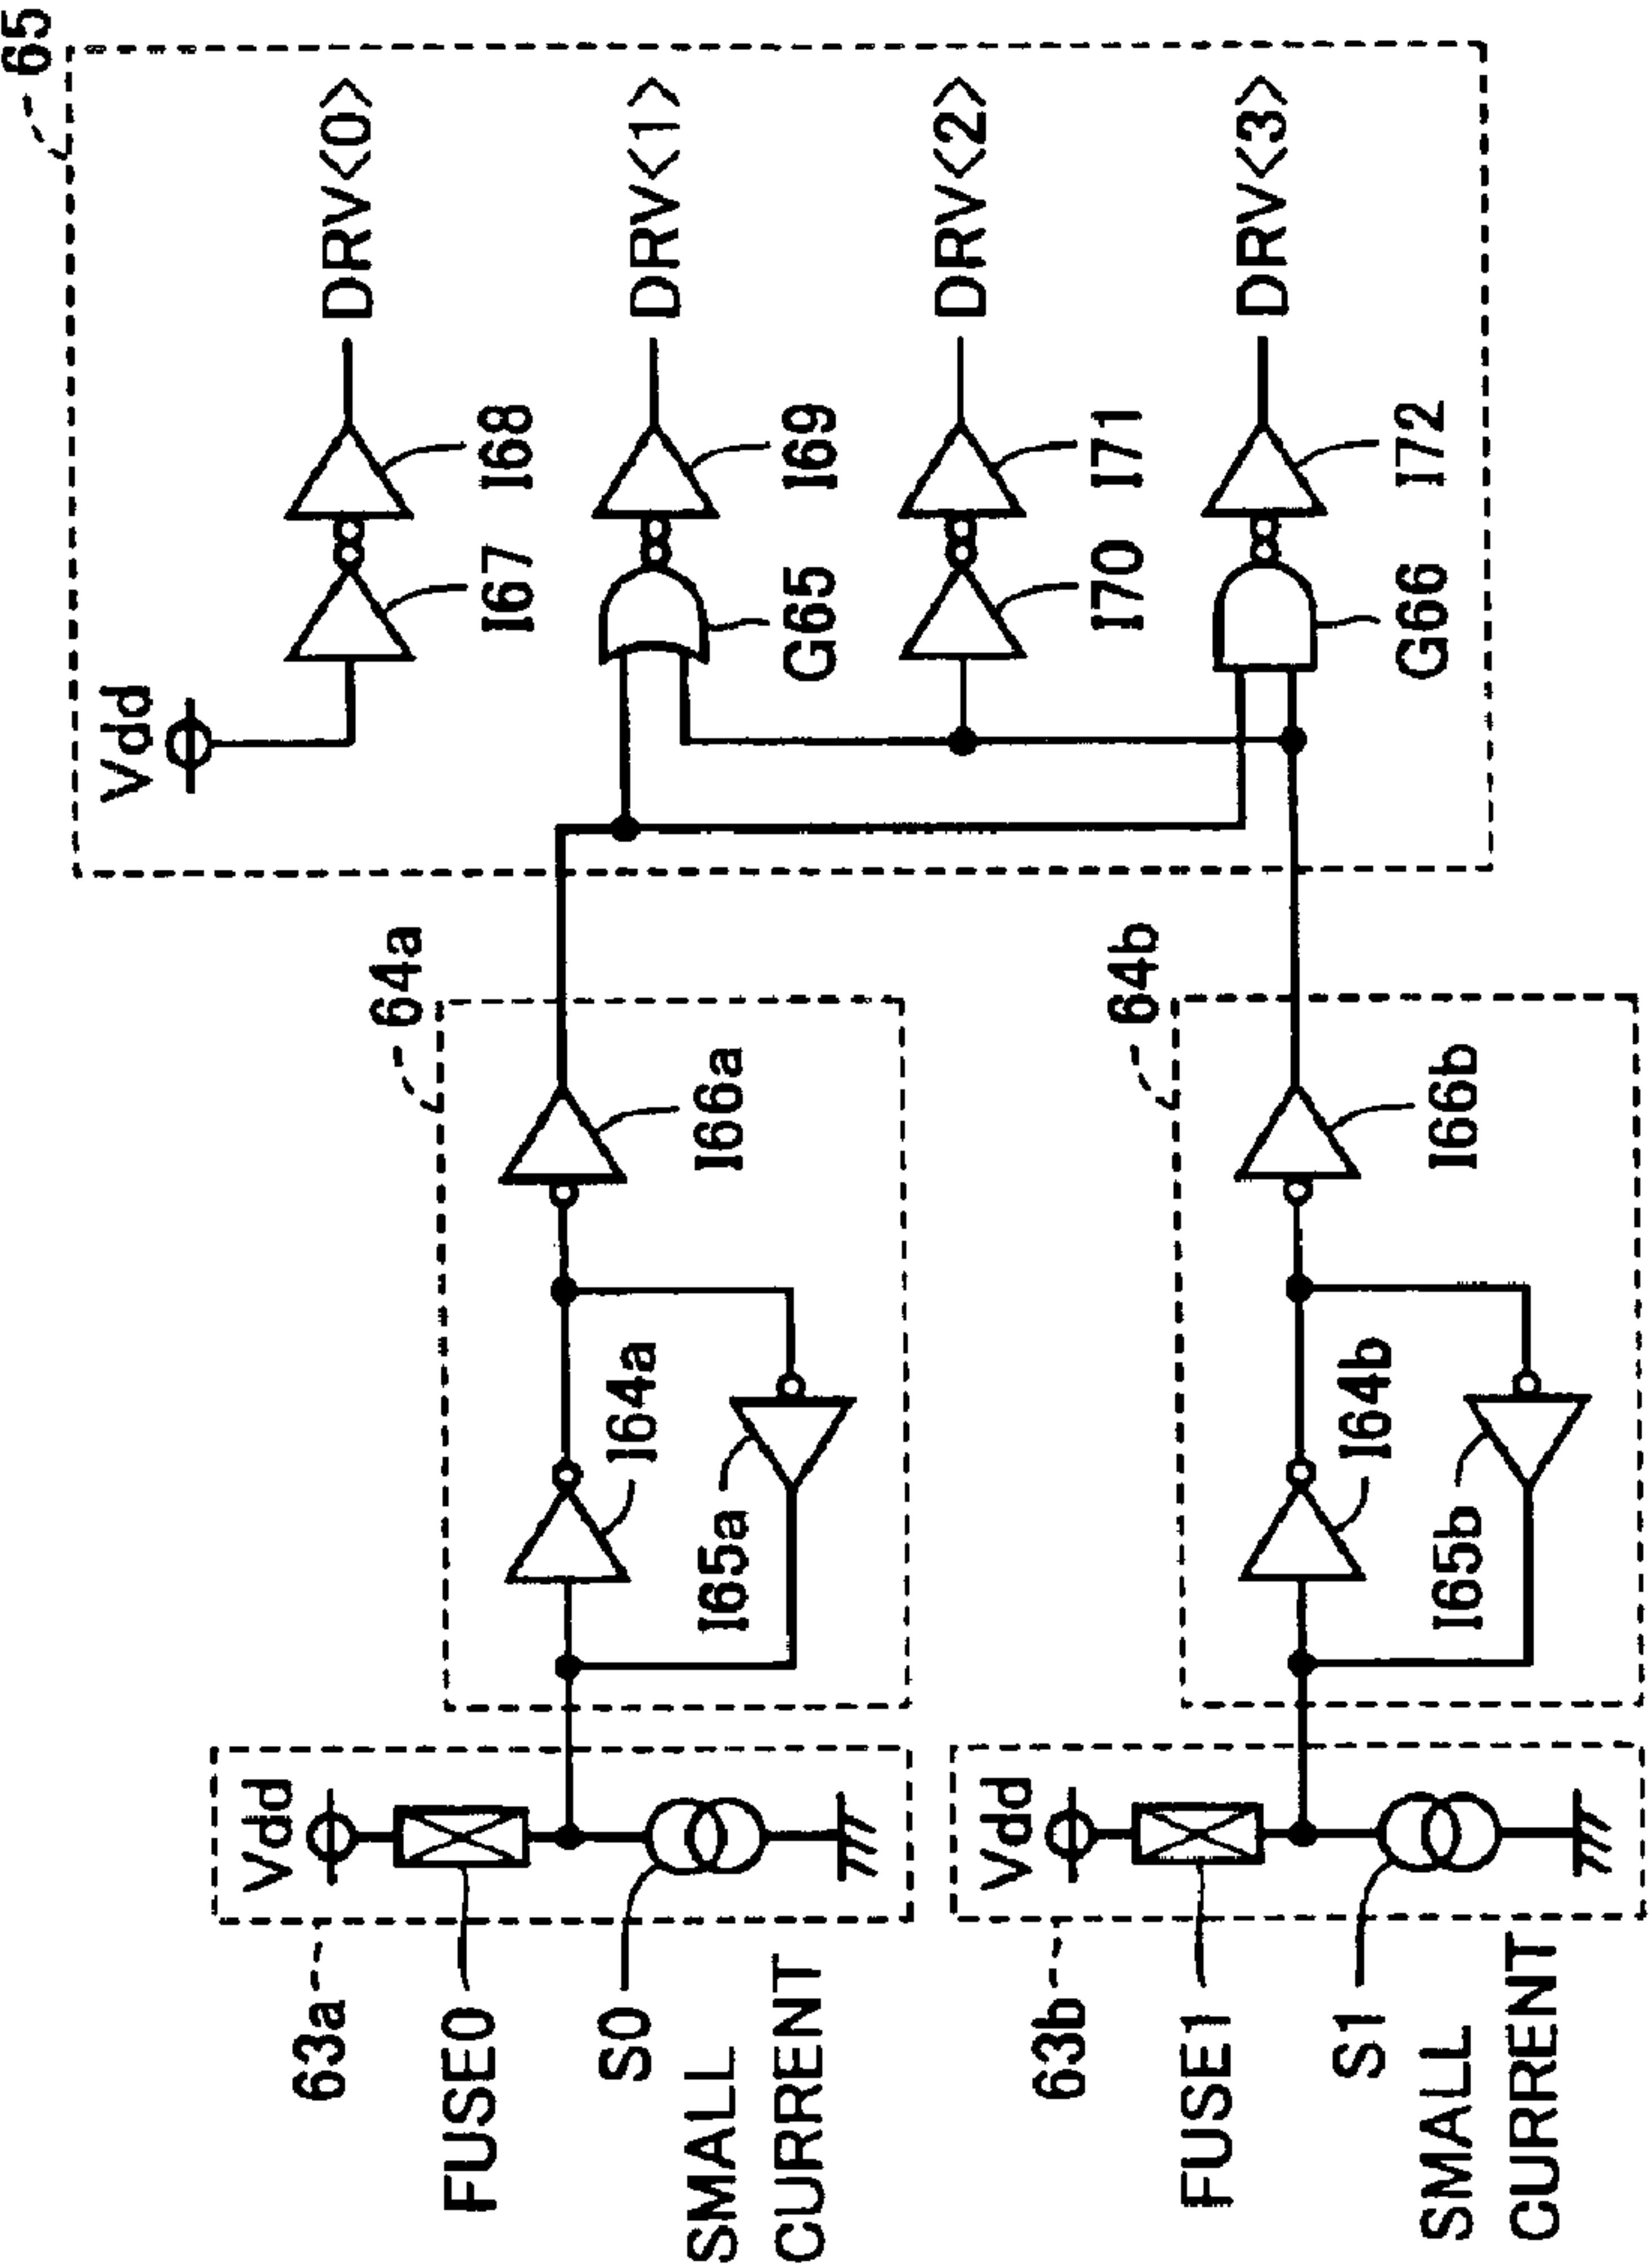 65
Vdd
I67
I68
DRV<0>
G65
I69
DRV<1>
I70
I71
DRV<2>
G66
I72
DRV<3>
63a
Vdd
FUSE0
S0
SMALL
CURRENT
64a
I64a
I65a
I66a
63b
Vdd
FUSE1
S1
SMALL
CURRENT
64b
I64b
I65b
I66b